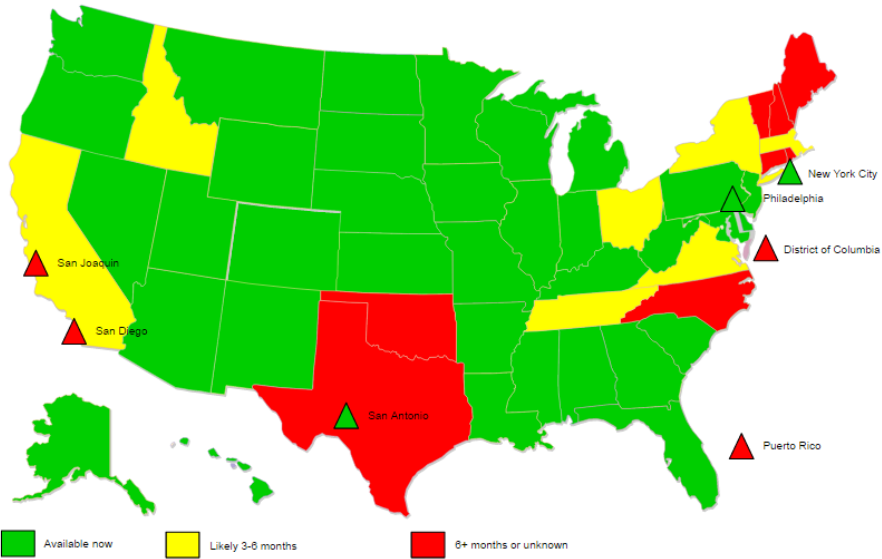 New York City
Philadelphia
District of Columbia
San Joaquin
San Diego
San Antonio
Puerto Rico
Available now
Likely 3-6 months
6+ months or unknown